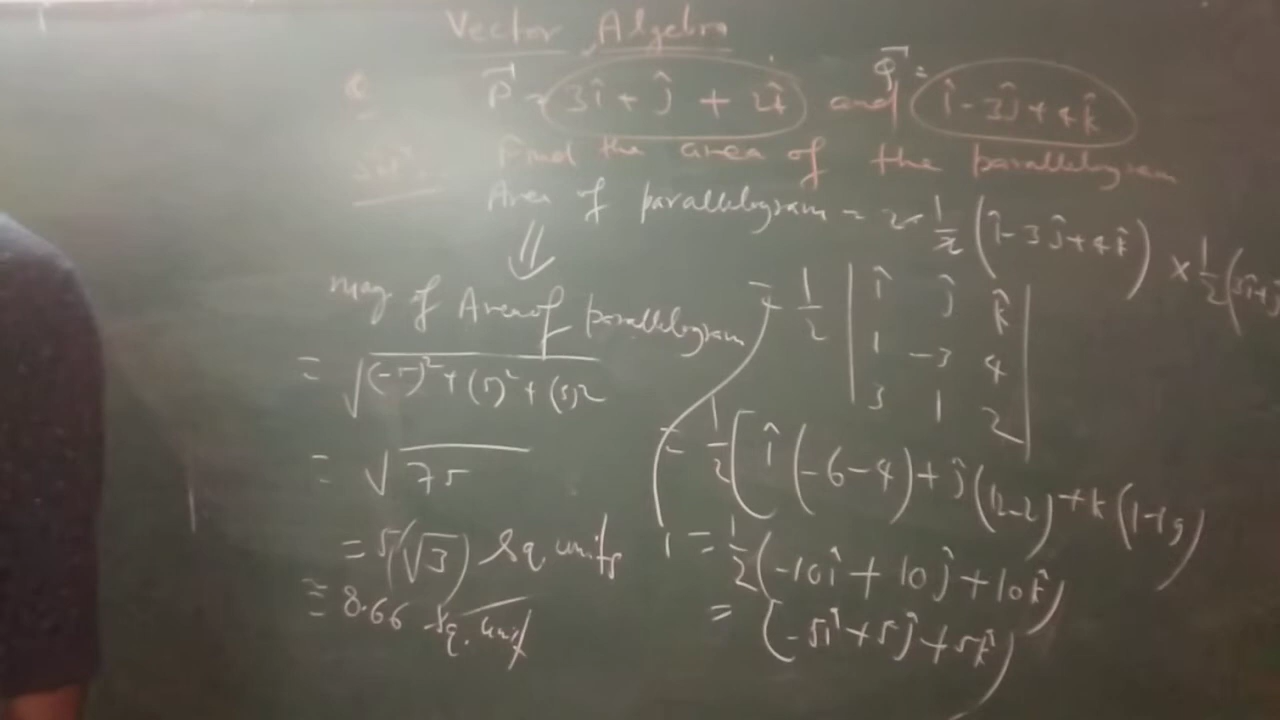 Vector Algebra
Q P⃗ = 3î + ĵ + 2k̂ and q⃗ = î - 3ĵ + 4k̂
Find the area of the parallelogram
Area of parallelogram = 2 × 1/2 (î - 3ĵ + 4k̂) × 1/2 (3î + ĵ
= 1/2 | î ĵ k̂ |
| 1 -3 4 |
| 3 1 2 |
= 1/2 [ î (-6-4) + ĵ (12-2) + k (1+9)
= 1/2 (-10î + 10ĵ + 10k̂)
= (-5î + 5ĵ + 5k̂)
⇓
Mag of Area of parallelogram
= √(-5)² + (5)² + (5)²
= √75
= 5(√3) Sq. units
= 8.66 Sq. unit